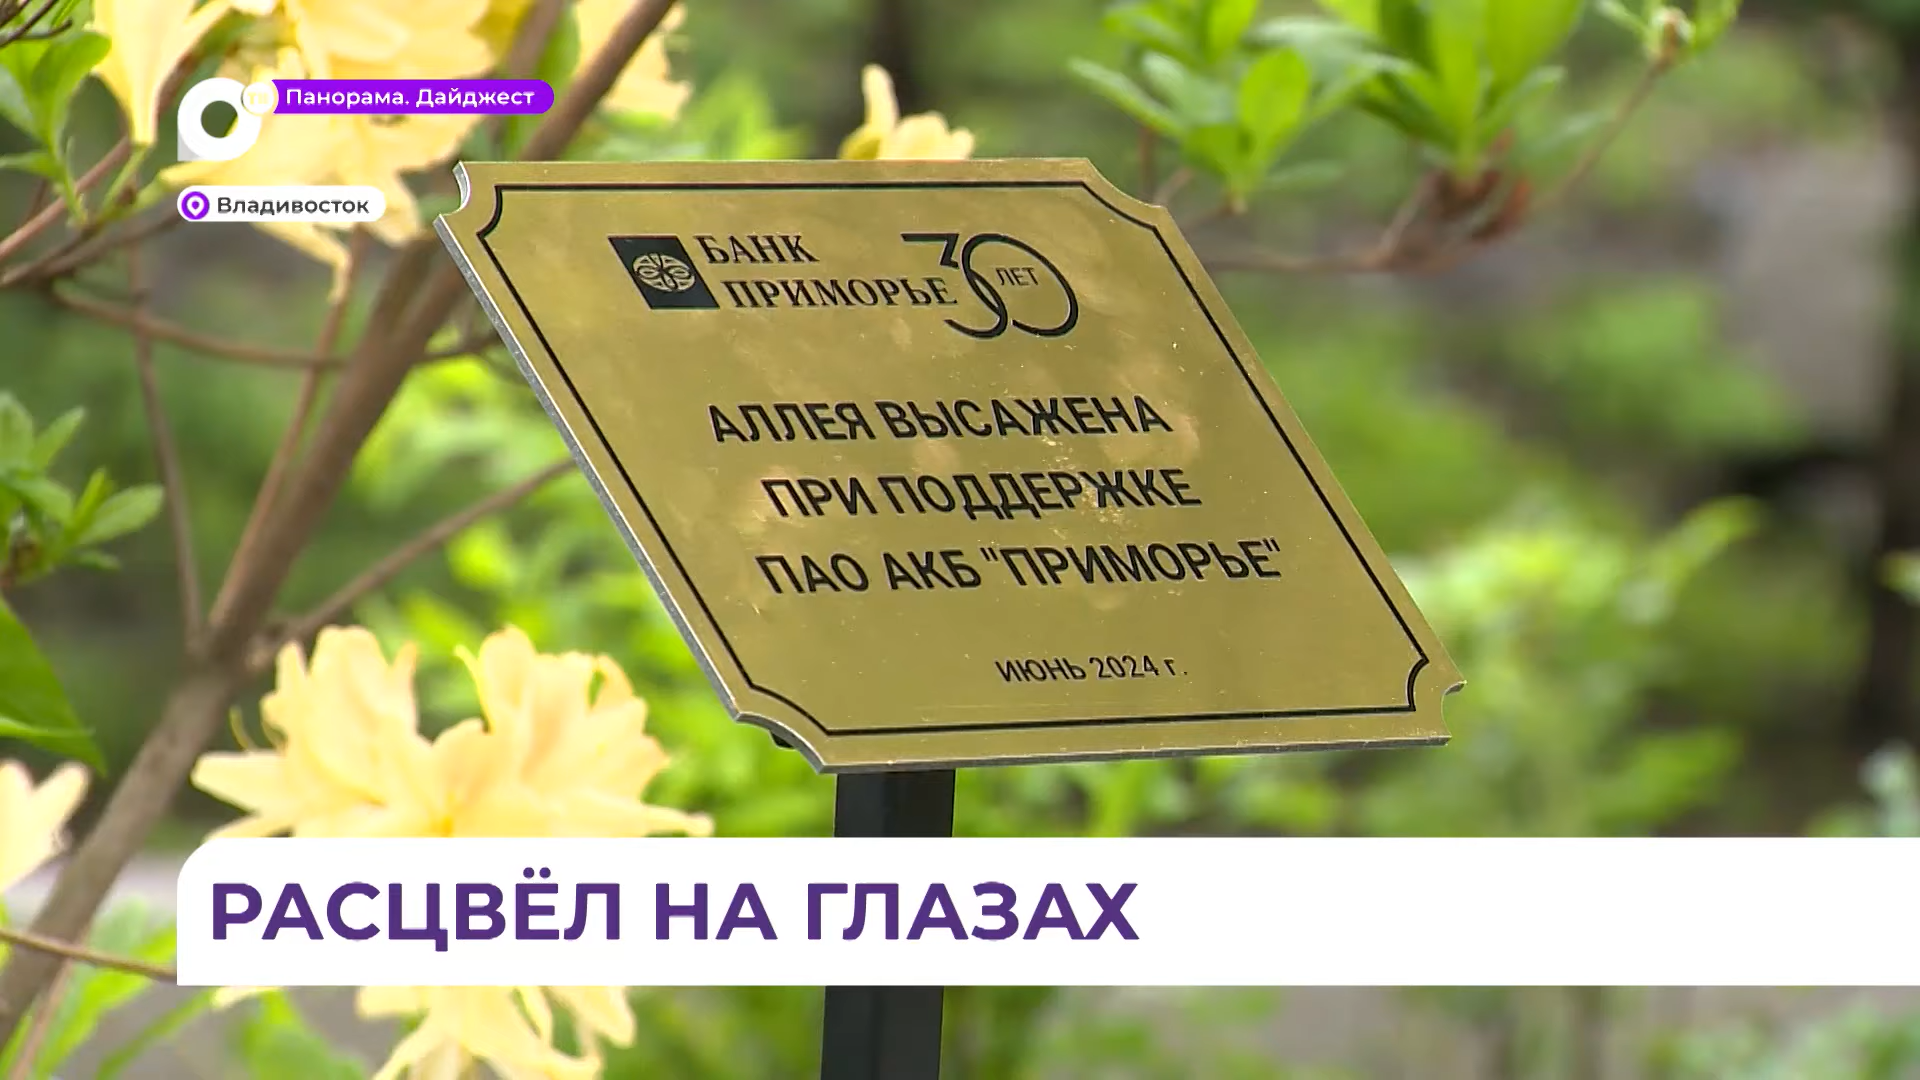 ТВ Панорама. Дайджест
Владивосток
БАНК
ПРИМОРЬЕ
30 ЛЕТ
АЛЛЕЯ ВЫСАЖЕНА
ПРИ ПОДДЕРЖКЕ
ПАО АКБ "ПРИМОРЬЕ"
ИЮНЬ 2024 г.
РАСЦВЁЛ НА ГЛАЗАХ